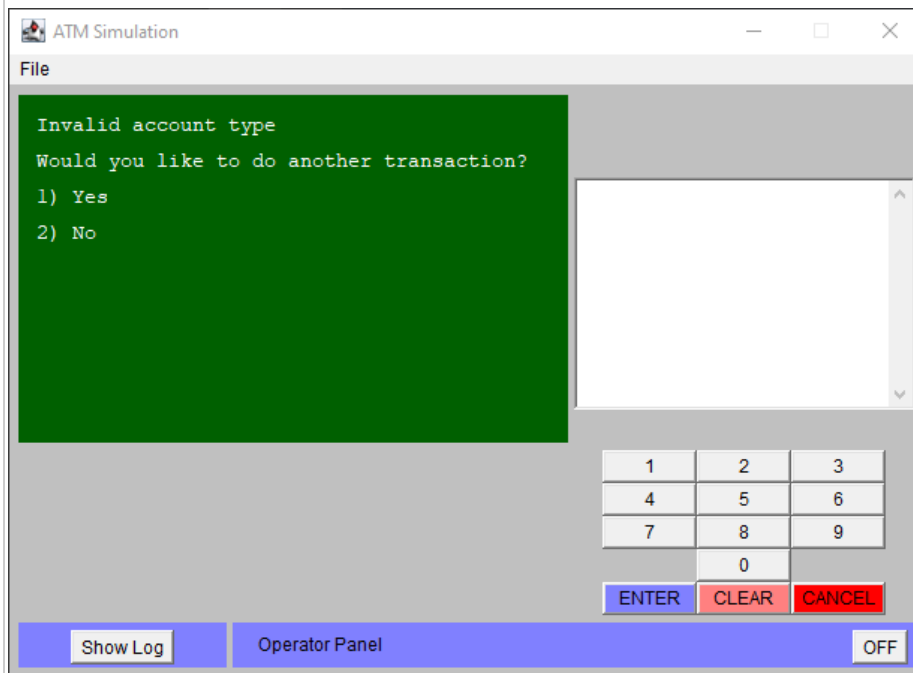 ATM Simulation
File
Invalid account type
Would you like to do another transaction?
1) Yes
2) No
1 2 3
4 5 6
7 8 9
0
ENTER CLEAR CANCEL
Show Log Operator Panel OFF